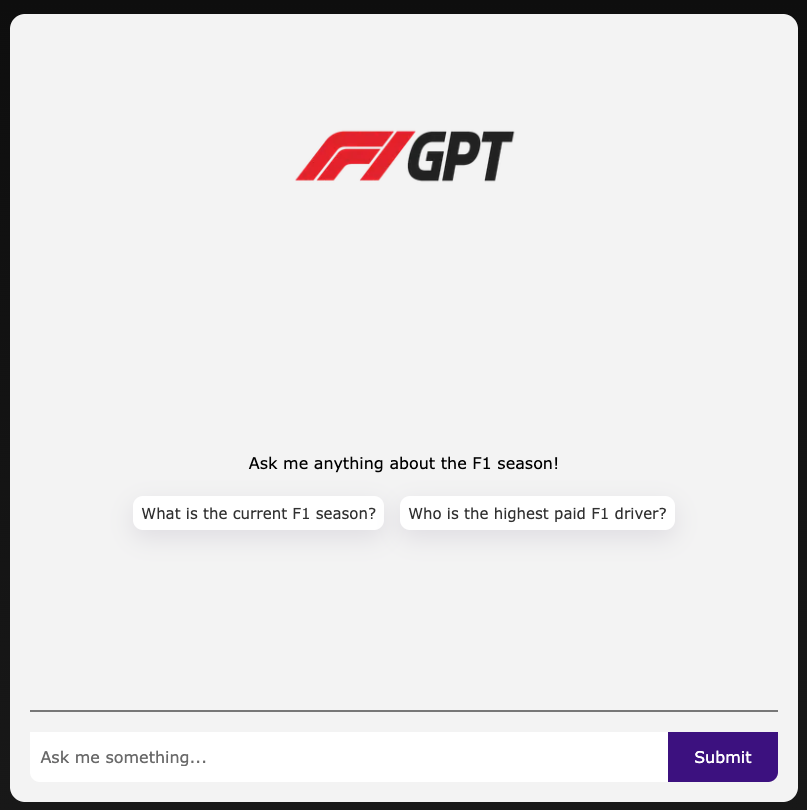 F1 GPT
Ask me anything about the F1 season!
What is the current F1 season? Who is the highest paid F1 driver?
Ask me something... Submit